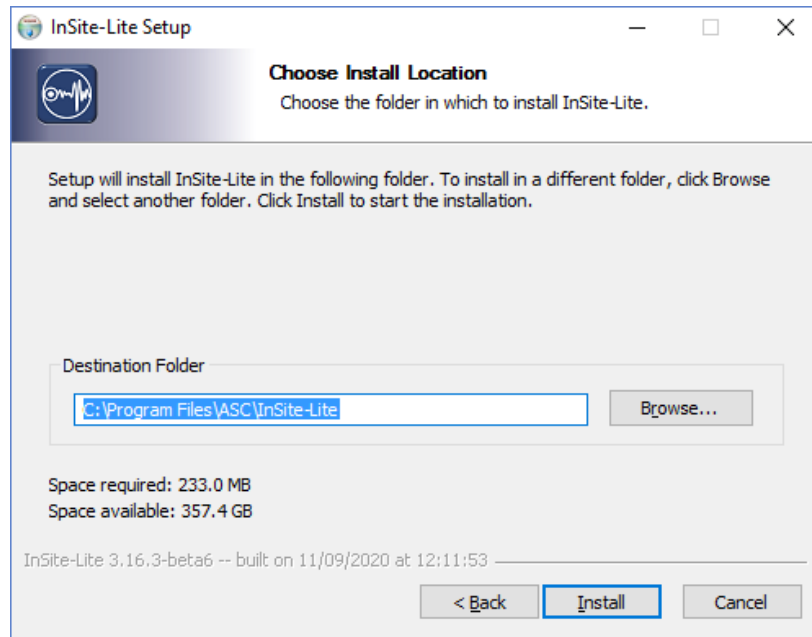 InSite-Lite Setup
Choose Install Location
Choose the folder in which to install InSite-Lite.
Setup will install InSite-Lite in the following folder. To install in a different folder, click Browse
and select another folder. Click Install to start the installation.
Destination Folder
C:\Program Files\ASC\InSite-Lite
Browse...
Space required: 233.0 MB
Space available: 357.4 GB
InSite-Lite 3.16.3-beta6 -- built on 11/09/2020 at 12:11:53
< Back Install Cancel